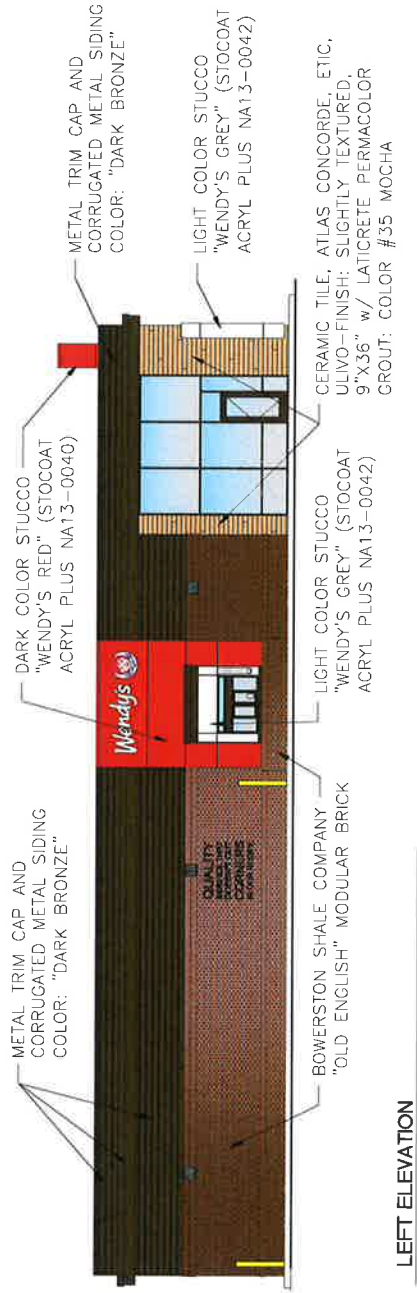 METAL TRIM CAP AND
CORRUGATED METAL SIDING
COLOR: "DARK BRONZE"
DARK COLOR STUCCO
"WENDY'S RED" (STOCOAT
ACRYL PLUS NA13-0040)
METAL TRIM CAP AND
CORRUGATED METAL SIDING
COLOR: "DARK BRONZE"
Wendy's
QUALITY
CORNERS
LIGHT COLOR STUCCO
"WENDY'S GREY" (STOCOAT
ACRYL PLUS NA13-0042)
BOWERSTON SHALE COMPANY
"OLD ENGLISH" MODULAR BRICK
LIGHT COLOR STUCCO
"WENDY'S GREY" (STOCOAT
ACRYL PLUS NA13-0042)
CERAMIC TILE, ATLAS CONCORDE, ETIC,
ULIVO-FINISH: SLIGHTLY TEXTURED,
9"X36" w/ LATICRETE PERMACOLOR
GROUT: COLOR #35 MOCHA
LEFT ELEVATION